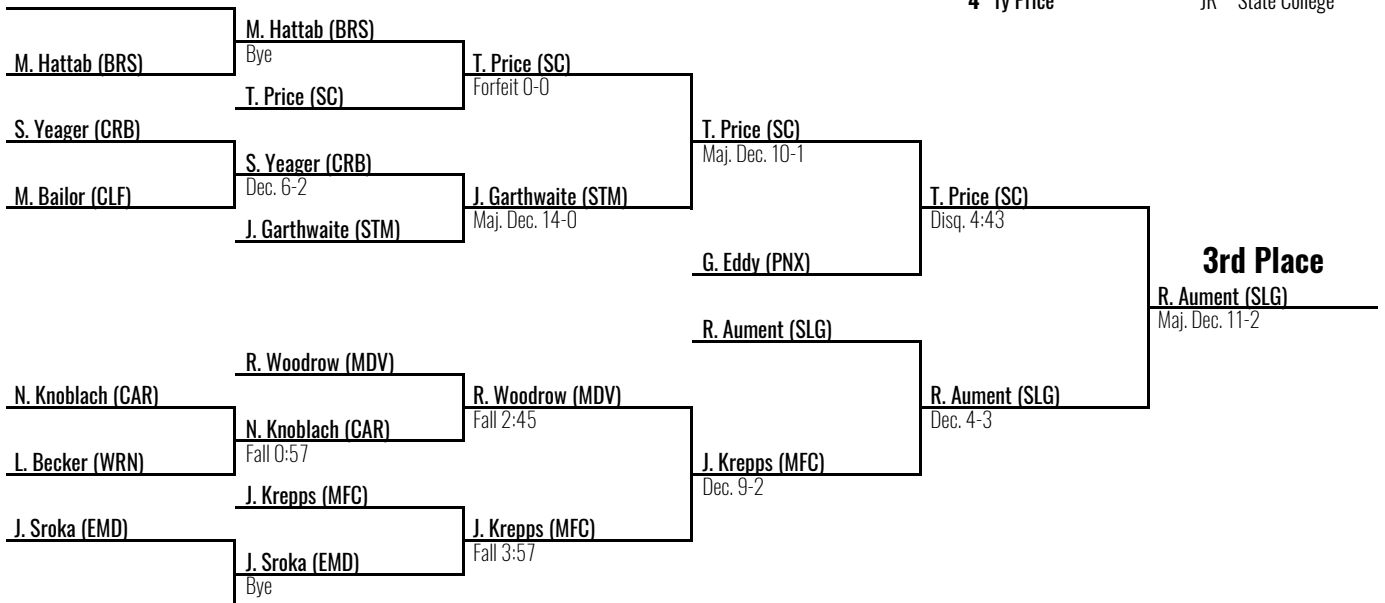 4 Ty Price JR State College
M. Hattab (BRS)
M. Hattab (BRS)
Bye
T. Price (SC)
T. Price (SC)
Forfeit 0-0
S. Yeager (CRB)
M. Bailor (CLF)
S. Yeager (CRB)
Dec. 6-2
J. Garthwaite (STM)
J. Garthwaite (STM)
Maj. Dec. 14-0
T. Price (SC)
Maj. Dec. 10-1
G. Eddy (PNX)
T. Price (SC)
Disq. 4:43
3rd Place
R. Aument (SLG)
Maj. Dec. 11-2
R. Aument (SLG)
R. Woodrow (MDV)
N. Knoblach (CAR)
L. Becker (WRN)
N. Knoblach (CAR)
Fall 0:57
R. Woodrow (MDV)
Fall 2:45
R. Aument (SLG)
Dec. 4-3
J. Krepps (MFC)
Dec. 9-2
J. Krepps (MFC)
J. Sroka (EMD)
J. Sroka (EMD)
Bye
J. Krepps (MFC)
Fall 3:57